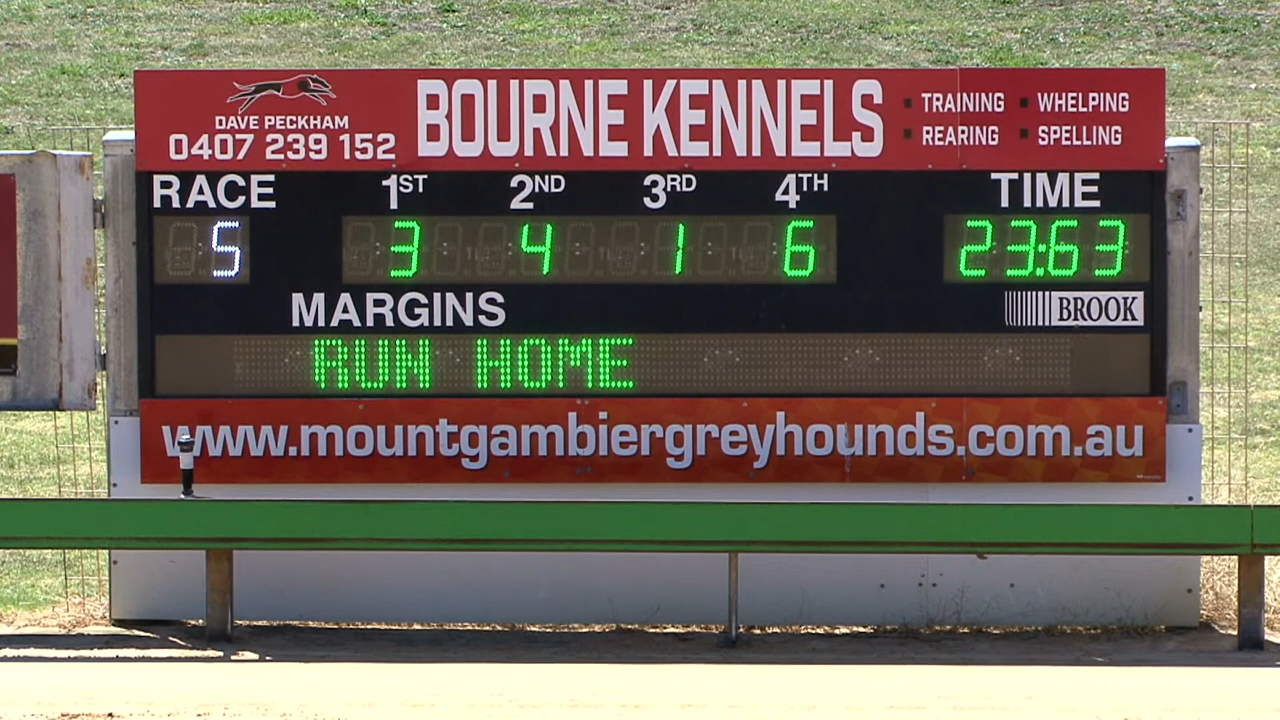 DAVE PECKHAM
0407 239 152
BOURNE KENNELS
TRAINING
WHELPING
REARING
SPELLING
RACE 1ST 2ND 3RD 4TH TIME
5 3 4 1 6 23:63
MARGINS
BROOK
RUN HOME
www.mountgambiergreyhounds.com.au